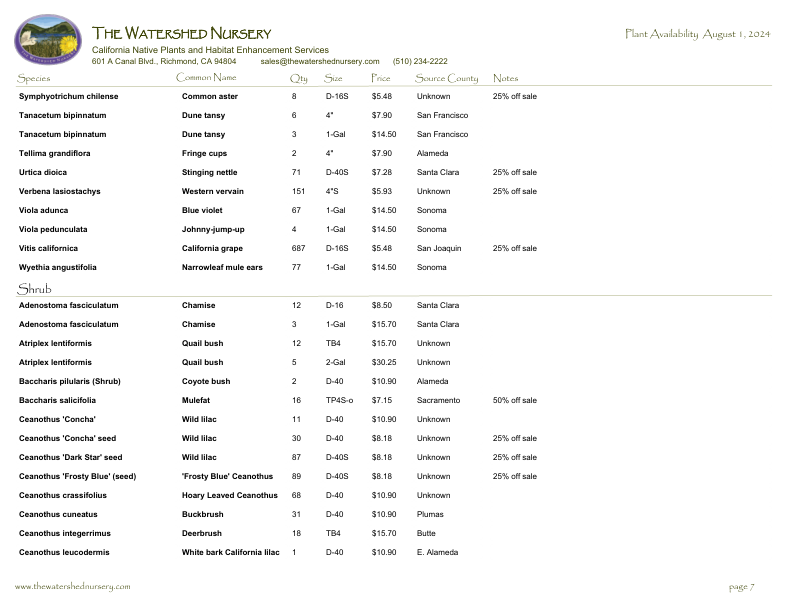 The Watershed Nursery
Plant Availability August 1, 2024
California Native Plants and Habitat Enhancement Services
601 A Canal Blvd., Richmond, CA 94804 sales@thewatershednursery.com (510) 234-2222
Species Common Name Qty Size Price Source County Notes
Symphyotrichum chilense Common aster 8 D-16S $5.48 Unknown 25% off sale
Tanacetum bipinnatum Dune tansy 6 4" $7.90 San Francisco
Tanacetum bipinnatum Dune tansy 3 1-Gal $14.50 San Francisco
Tellima grandiflora Fringe cups 2 4" $7.90 Alameda
Urtica dioica Stinging nettle 71 D-40S $7.28 Santa Clara 25% off sale
Verbena lasiostachys Western vervain 151 4"S $5.93 Unknown 25% off sale
Viola adunca Blue violet 67 1-Gal $14.50 Sonoma
Viola pedunculata Johnny-jump-up 4 1-Gal $14.50 Sonoma
Vitis californica California grape 687 D-16S $5.48 San Joaquin 25% off sale
Wyethia angustifolia Narrowleaf mule ears 77 1-Gal $14.50 Sonoma
Shrub
Adenostoma fasciculatum Chamise 12 D-16 $8.50 Santa Clara
Adenostoma fasciculatum Chamise 3 1-Gal $15.70 Santa Clara
Atriplex lentiformis Quail bush 12 TB4 $15.70 Unknown
Atriplex lentiformis Quail bush 5 2-Gal $30.25 Unknown
Baccharis pilularis (Shrub) Coyote bush 2 D-40 $10.90 Alameda
Baccharis salicifolia Mulefat 16 TP4S-o $7.15 Sacramento 50% off sale
Ceanothus 'Concha' Wild lilac 11 D-40 $10.90 Unknown
Ceanothus 'Concha' seed Wild lilac 30 D-40 $8.18 Unknown 25% off sale
Ceanothus 'Dark Star' seed Wild lilac 87 D-40S $8.18 Unknown 25% off sale
Ceanothus 'Frosty Blue' (seed) 'Frosty Blue' Ceanothus 89 D-40S $8.18 Unknown 25% off sale
Ceanothus crassifolius Hoary Leaved Ceanothus 68 D-40 $10.90 Unknown
Ceanothus cuneatus Buckbrush 31 D-40 $10.90 Plumas
Ceanothus integerrimus Deerbrush 18 TB4 $15.70 Butte
Ceanothus leucodermis White bark California lilac 1 D-40 $10.90 E. Alameda
www.thewatershednursery.com page 7